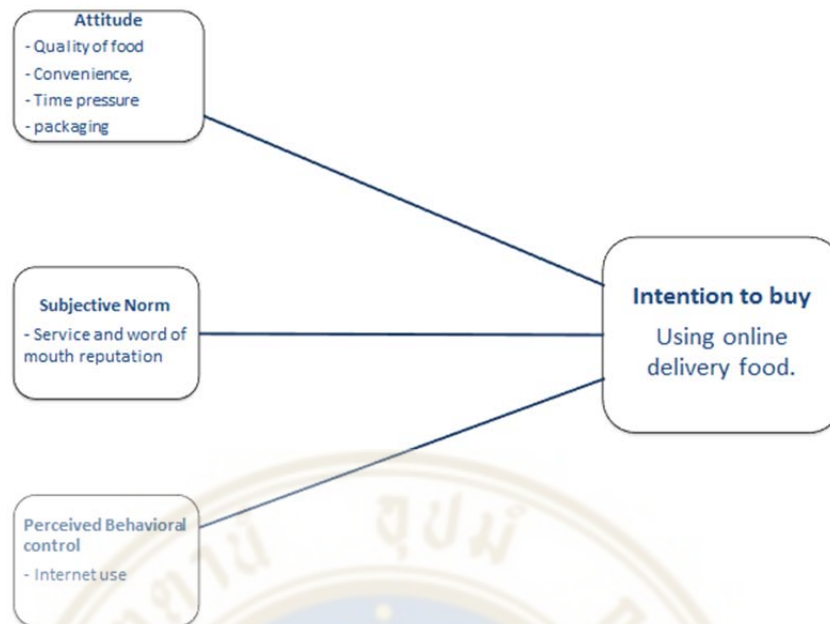 Attitude
- Quality of food
- Convenience,
- Time pressure
- packaging
Subjective Norm
- Service and word of
mouth reputation
Intention to buy
Using online
delivery food.
Perceived Behavioral
control
- Internet use